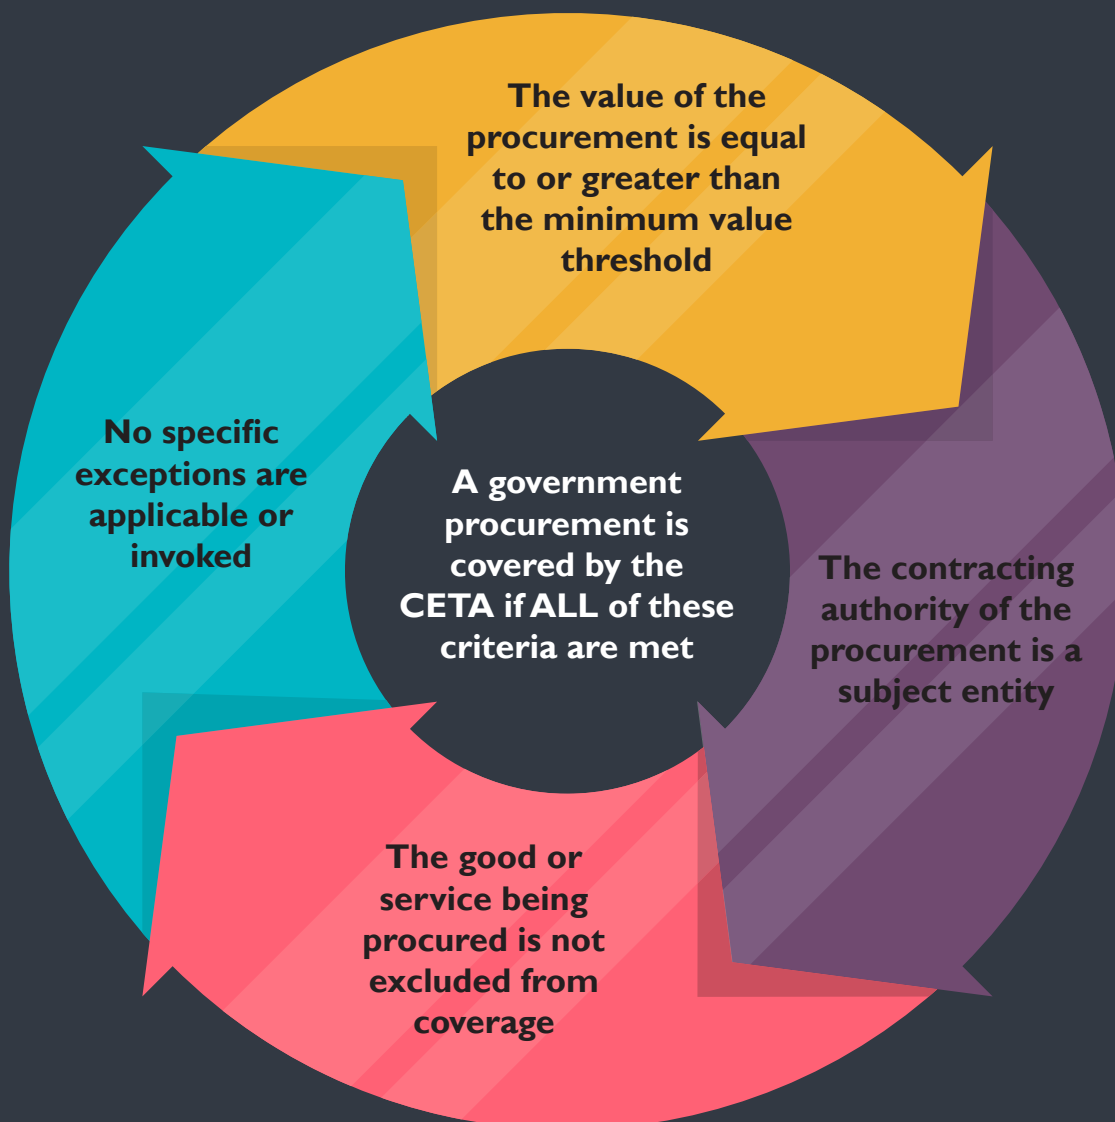 The value of the
procurement is equal
to or greater than
the minimum value
threshold
No specific
exceptions are
applicable or
invoked
A government
procurement is
covered by the
CETA if ALL of these
criteria are met
The contracting
authority of the
procurement is a
subject entity
The good or
service being
procured is not
excluded from
coverage